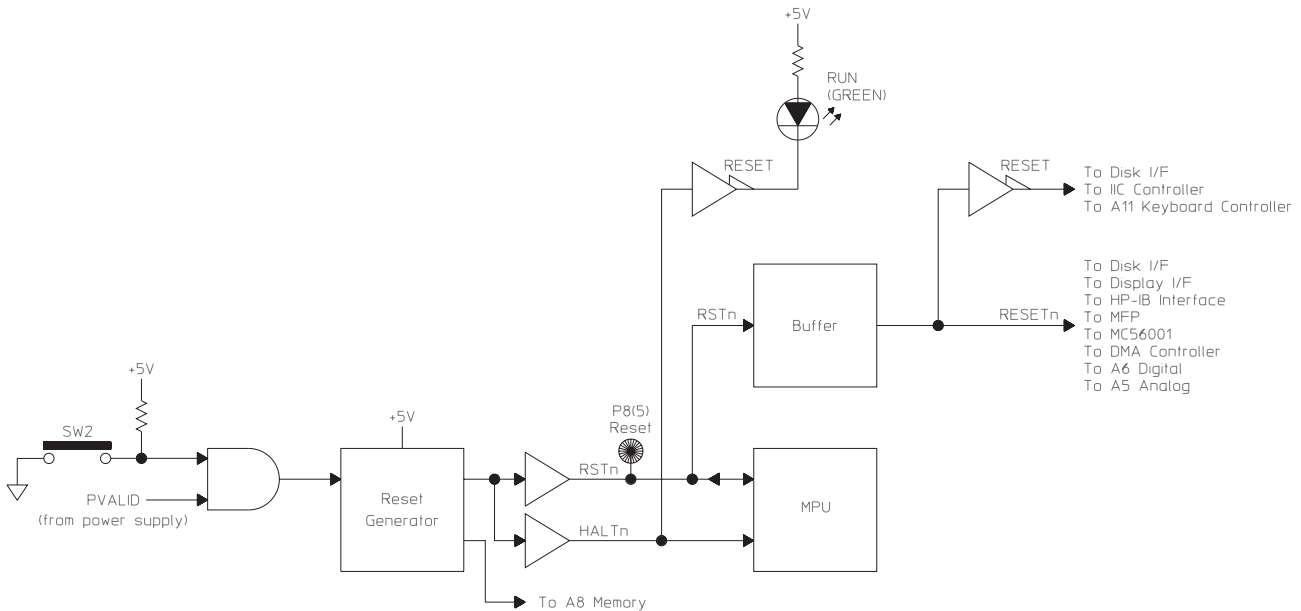 +5V
RUN
(GREEN)
RESET
RESET
To Disk I/F
To IIC Controller
To A11 Keyboard Controller
RSTn
Buffer
RESETn
To Disk I/F
To Display I/F
To HP-IB Interface
To MFP
To MC56001
To DMA Controller
To A6 Digital
To A5 Analog
+5V
SW2
PVALID
(from power supply)
+5V
Reset
Generator
P8(5)
Reset
RSTn
HALTn
MPU
To A8 Memory